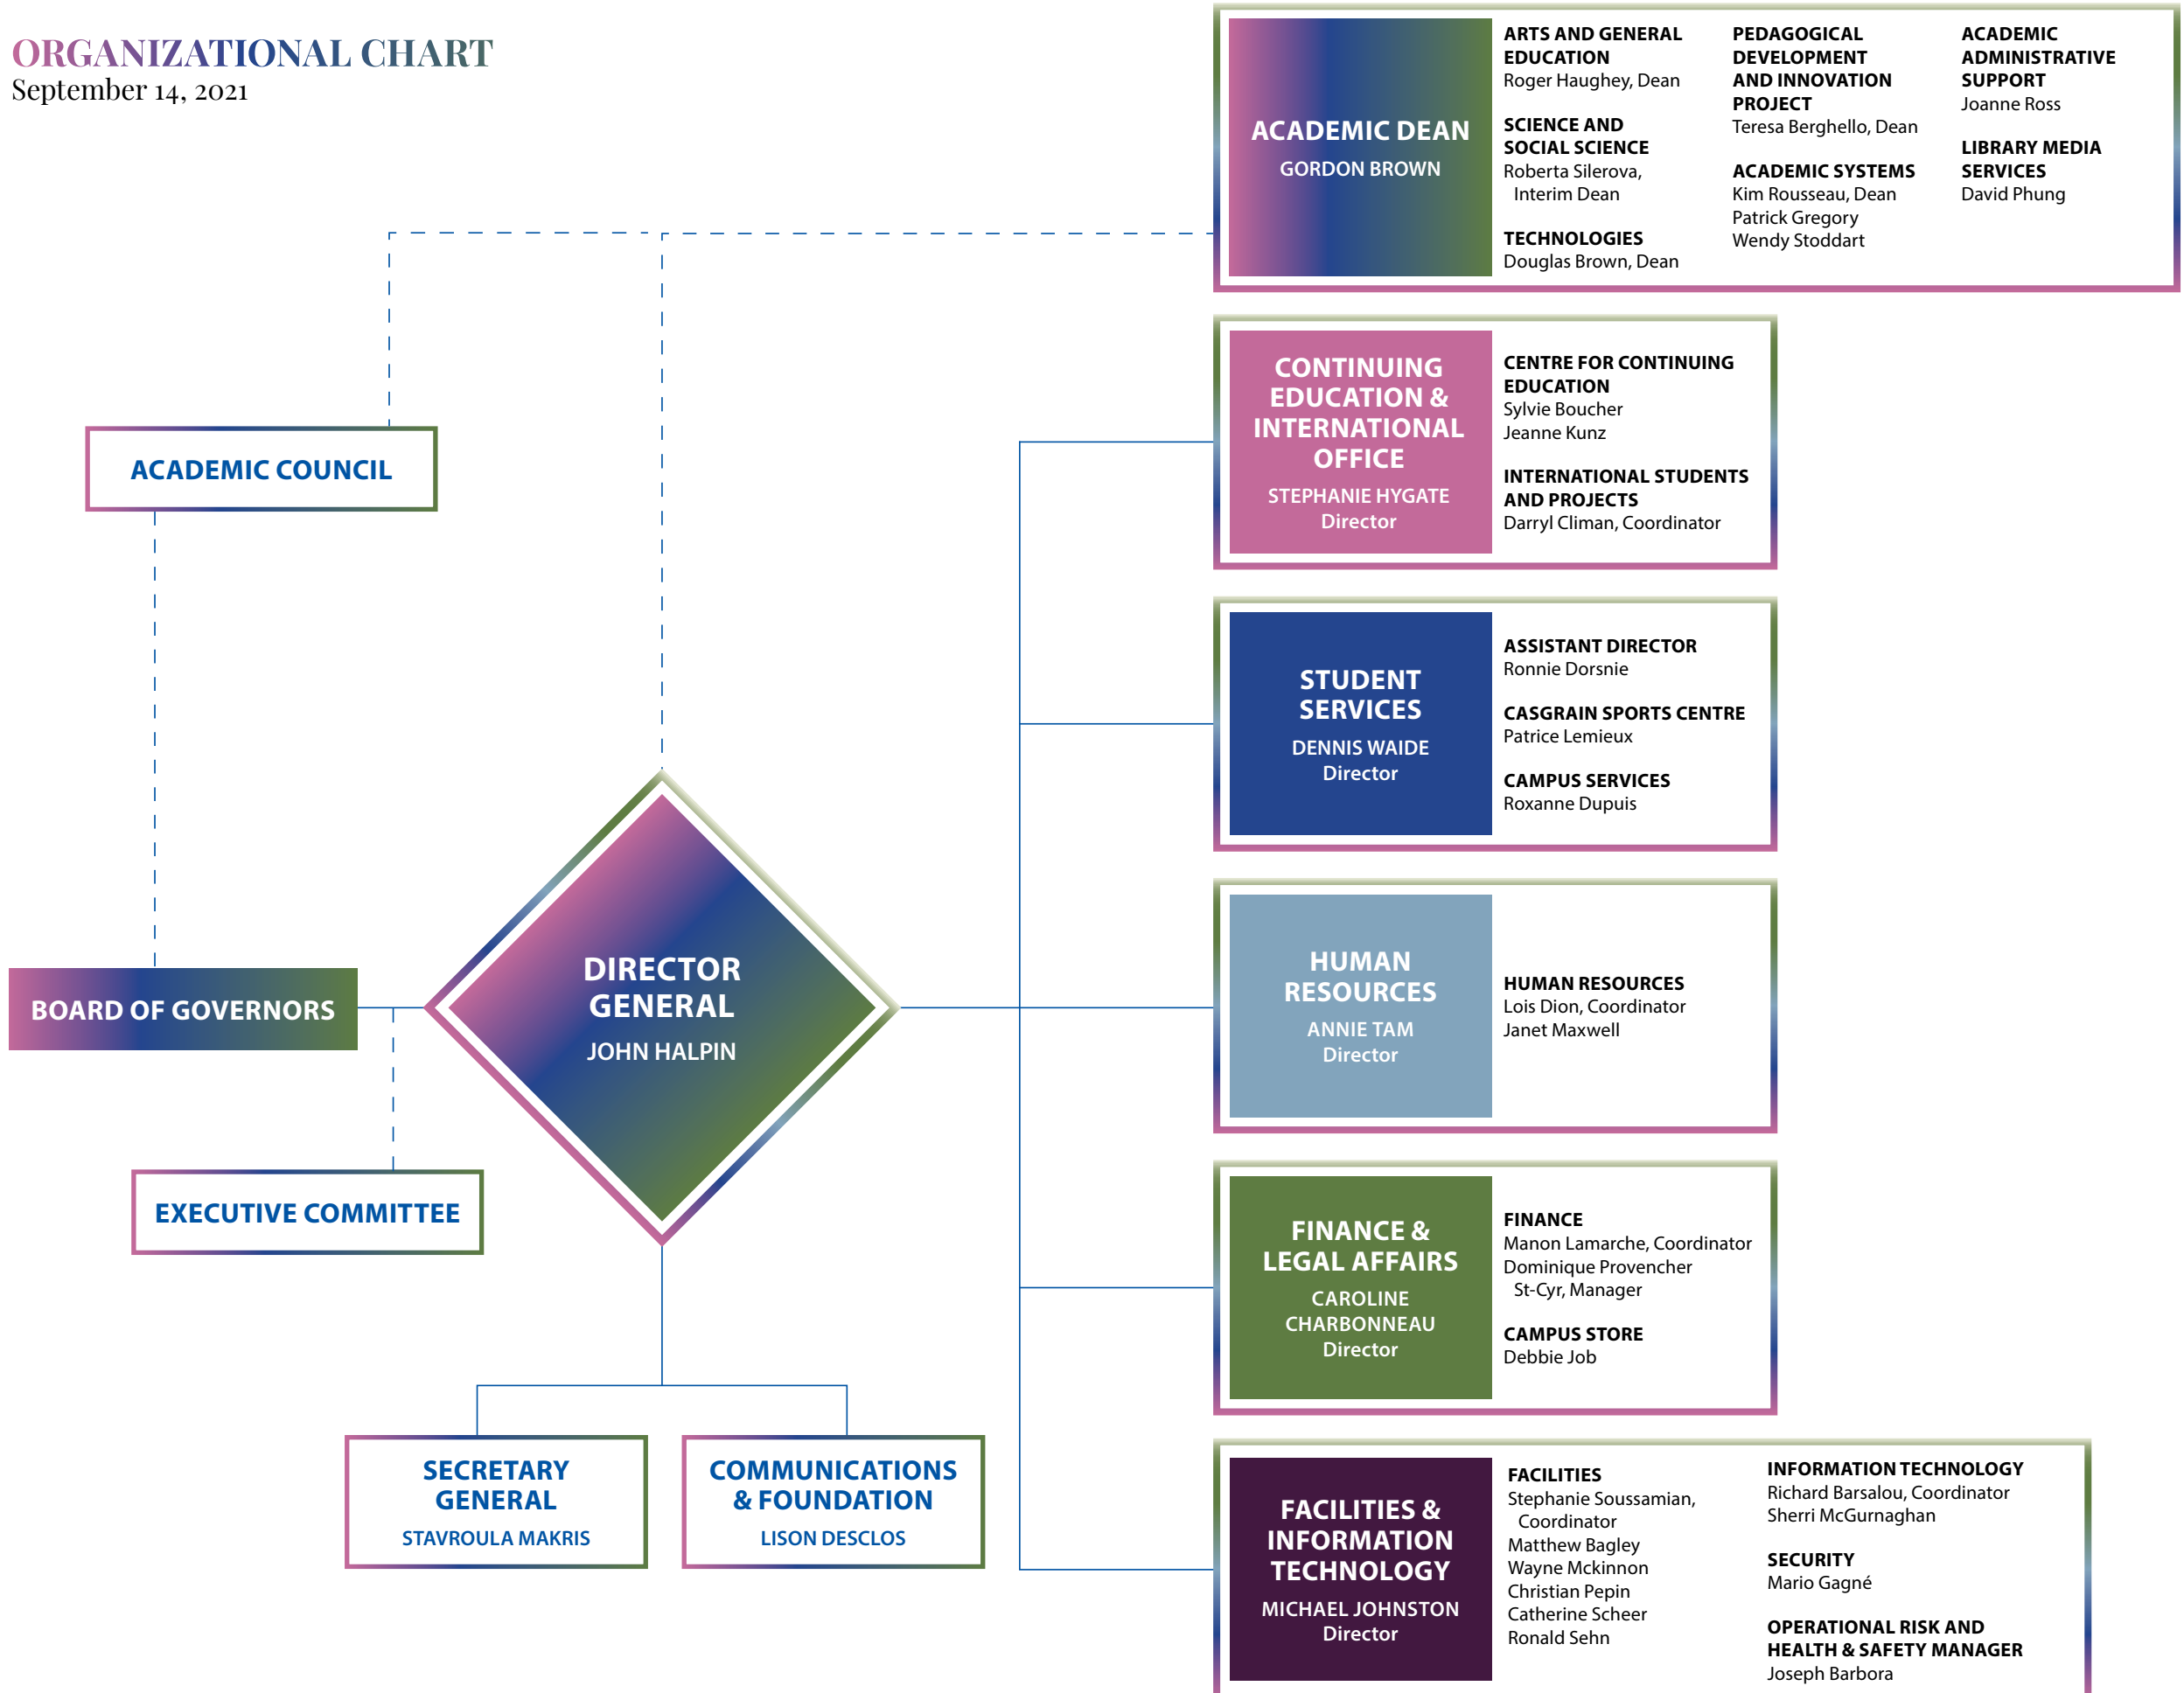 ORGANIZATIONAL CHART
September 14, 2021
ACADEMIC DEAN
GORDON BROWN
ARTS AND GENERAL
EDUCATION
Roger Haughey, Dean
SCIENCE AND
SOCIAL SCIENCE
Roberta Silerova,
Interim Dean
TECHNOLOGIES
Douglas Brown, Dean
PEDAGOGICAL
DEVELOPMENT
AND INNOVATION
PROJECT
Teresa Berghello, Dean
ACADEMIC SYSTEMS
Kim Rousseau, Dean
Patrick Gregory
Wendy Stoddart
ACADEMIC
ADMINISTRATIVE
SUPPORT
Joanne Ross
LIBRARY MEDIA
SERVICES
David Phung
CONTINUING
EDUCATION &
INTERNATIONAL
OFFICE
STEPHANIE HYGATE
Director
CENTRE FOR CONTINUING
EDUCATION
Sylvie Boucher
Jeanne Kunz
INTERNATIONAL STUDENTS
AND PROJECTS
Darryl Climan, Coordinator
ACADEMIC COUNCIL
STUDENT
SERVICES
DENNIS WAIDE
Director
ASSISTANT DIRECTOR
Ronnie Dorsnie
CASGRAIN SPORTS CENTRE
Patrice Lemieux
CAMPUS SERVICES
Roxanne Dupuis
BOARD OF GOVERNORS
DIRECTOR
GENERAL
JOHN HALPIN
HUMAN
RESOURCES
ANNIE TAM
Director
HUMAN RESOURCES
Lois Dion, Coordinator
Janet Maxwell
EXECUTIVE COMMITTEE
FINANCE &
LEGAL AFFAIRS
CAROLINE
CHARBONNEAU
Director
FINANCE
Manon Lamarche, Coordinator
Dominique Provencher
St-Cyr, Manager
CAMPUS STORE
Debbie Job
SECRETARY
GENERAL
STAVROULA MAKRIS
COMMUNICATIONS
& FOUNDATION
LISON DESCLOS
FACILITIES &
INFORMATION
TECHNOLOGY
MICHAEL JOHNSTON
Director
FACILITIES
Stephanie Soussamian,
Coordinator
Matthew Bagley
Wayne Mckinnon
Christian Pepin
Catherine Scheer
Ronald Sehn
INFORMATION TECHNOLOGY
Richard Barsalou, Coordinator
Sherri McGurnaghan
SECURITY
Mario Gagné
OPERATIONAL RISK AND
HEALTH & SAFETY MANAGER
Joseph Barbora